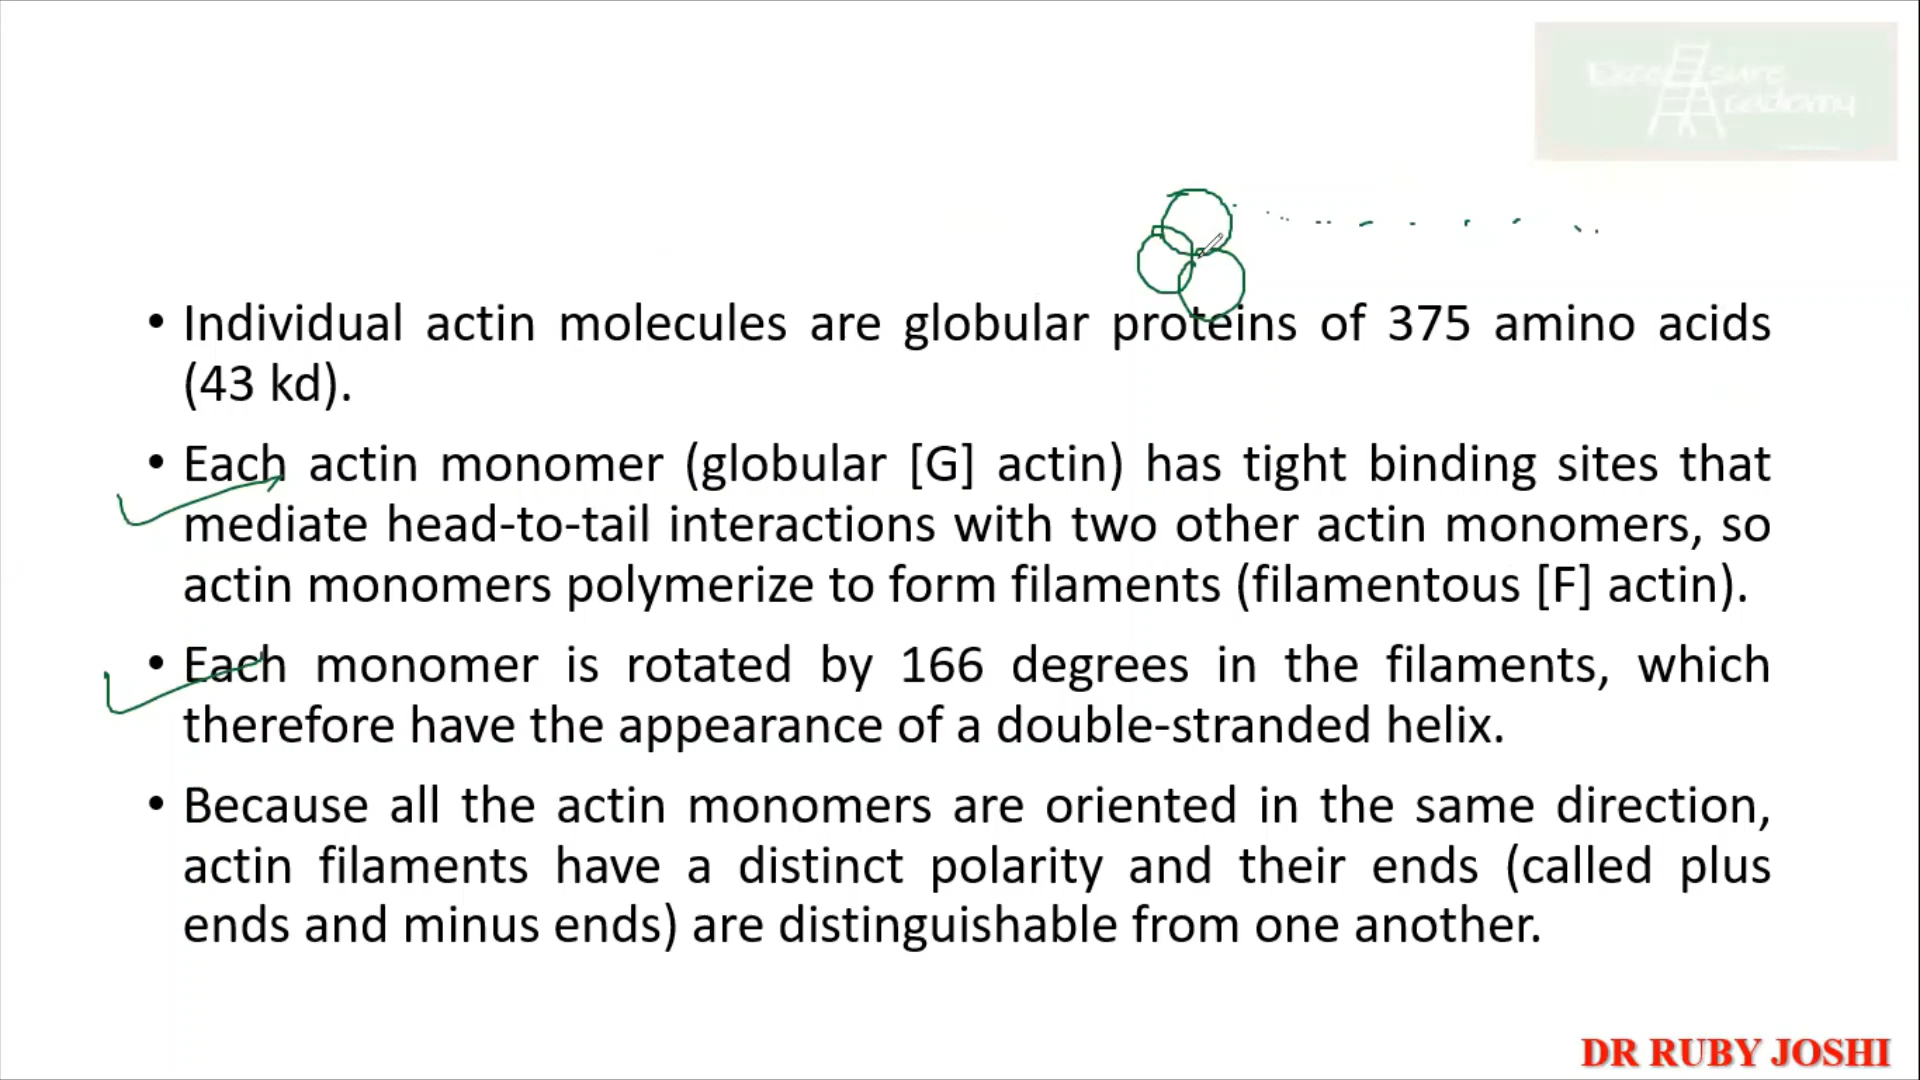 Excel sure
academy
• Individual actin molecules are globular proteins of 375 amino acids
(43 kd).
• Each actin monomer (globular [G] actin) has tight binding sites that
mediate head-to-tail interactions with two other actin monomers, so
actin monomers polymerize to form filaments (filamentous [F] actin).
• Each monomer is rotated by 166 degrees in the filaments, which
therefore have the appearance of a double-stranded helix.
• Because all the actin monomers are oriented in the same direction,
actin filaments have a distinct polarity and their ends (called plus
ends and minus ends) are distinguishable from one another.
DR RUBY JOSHI